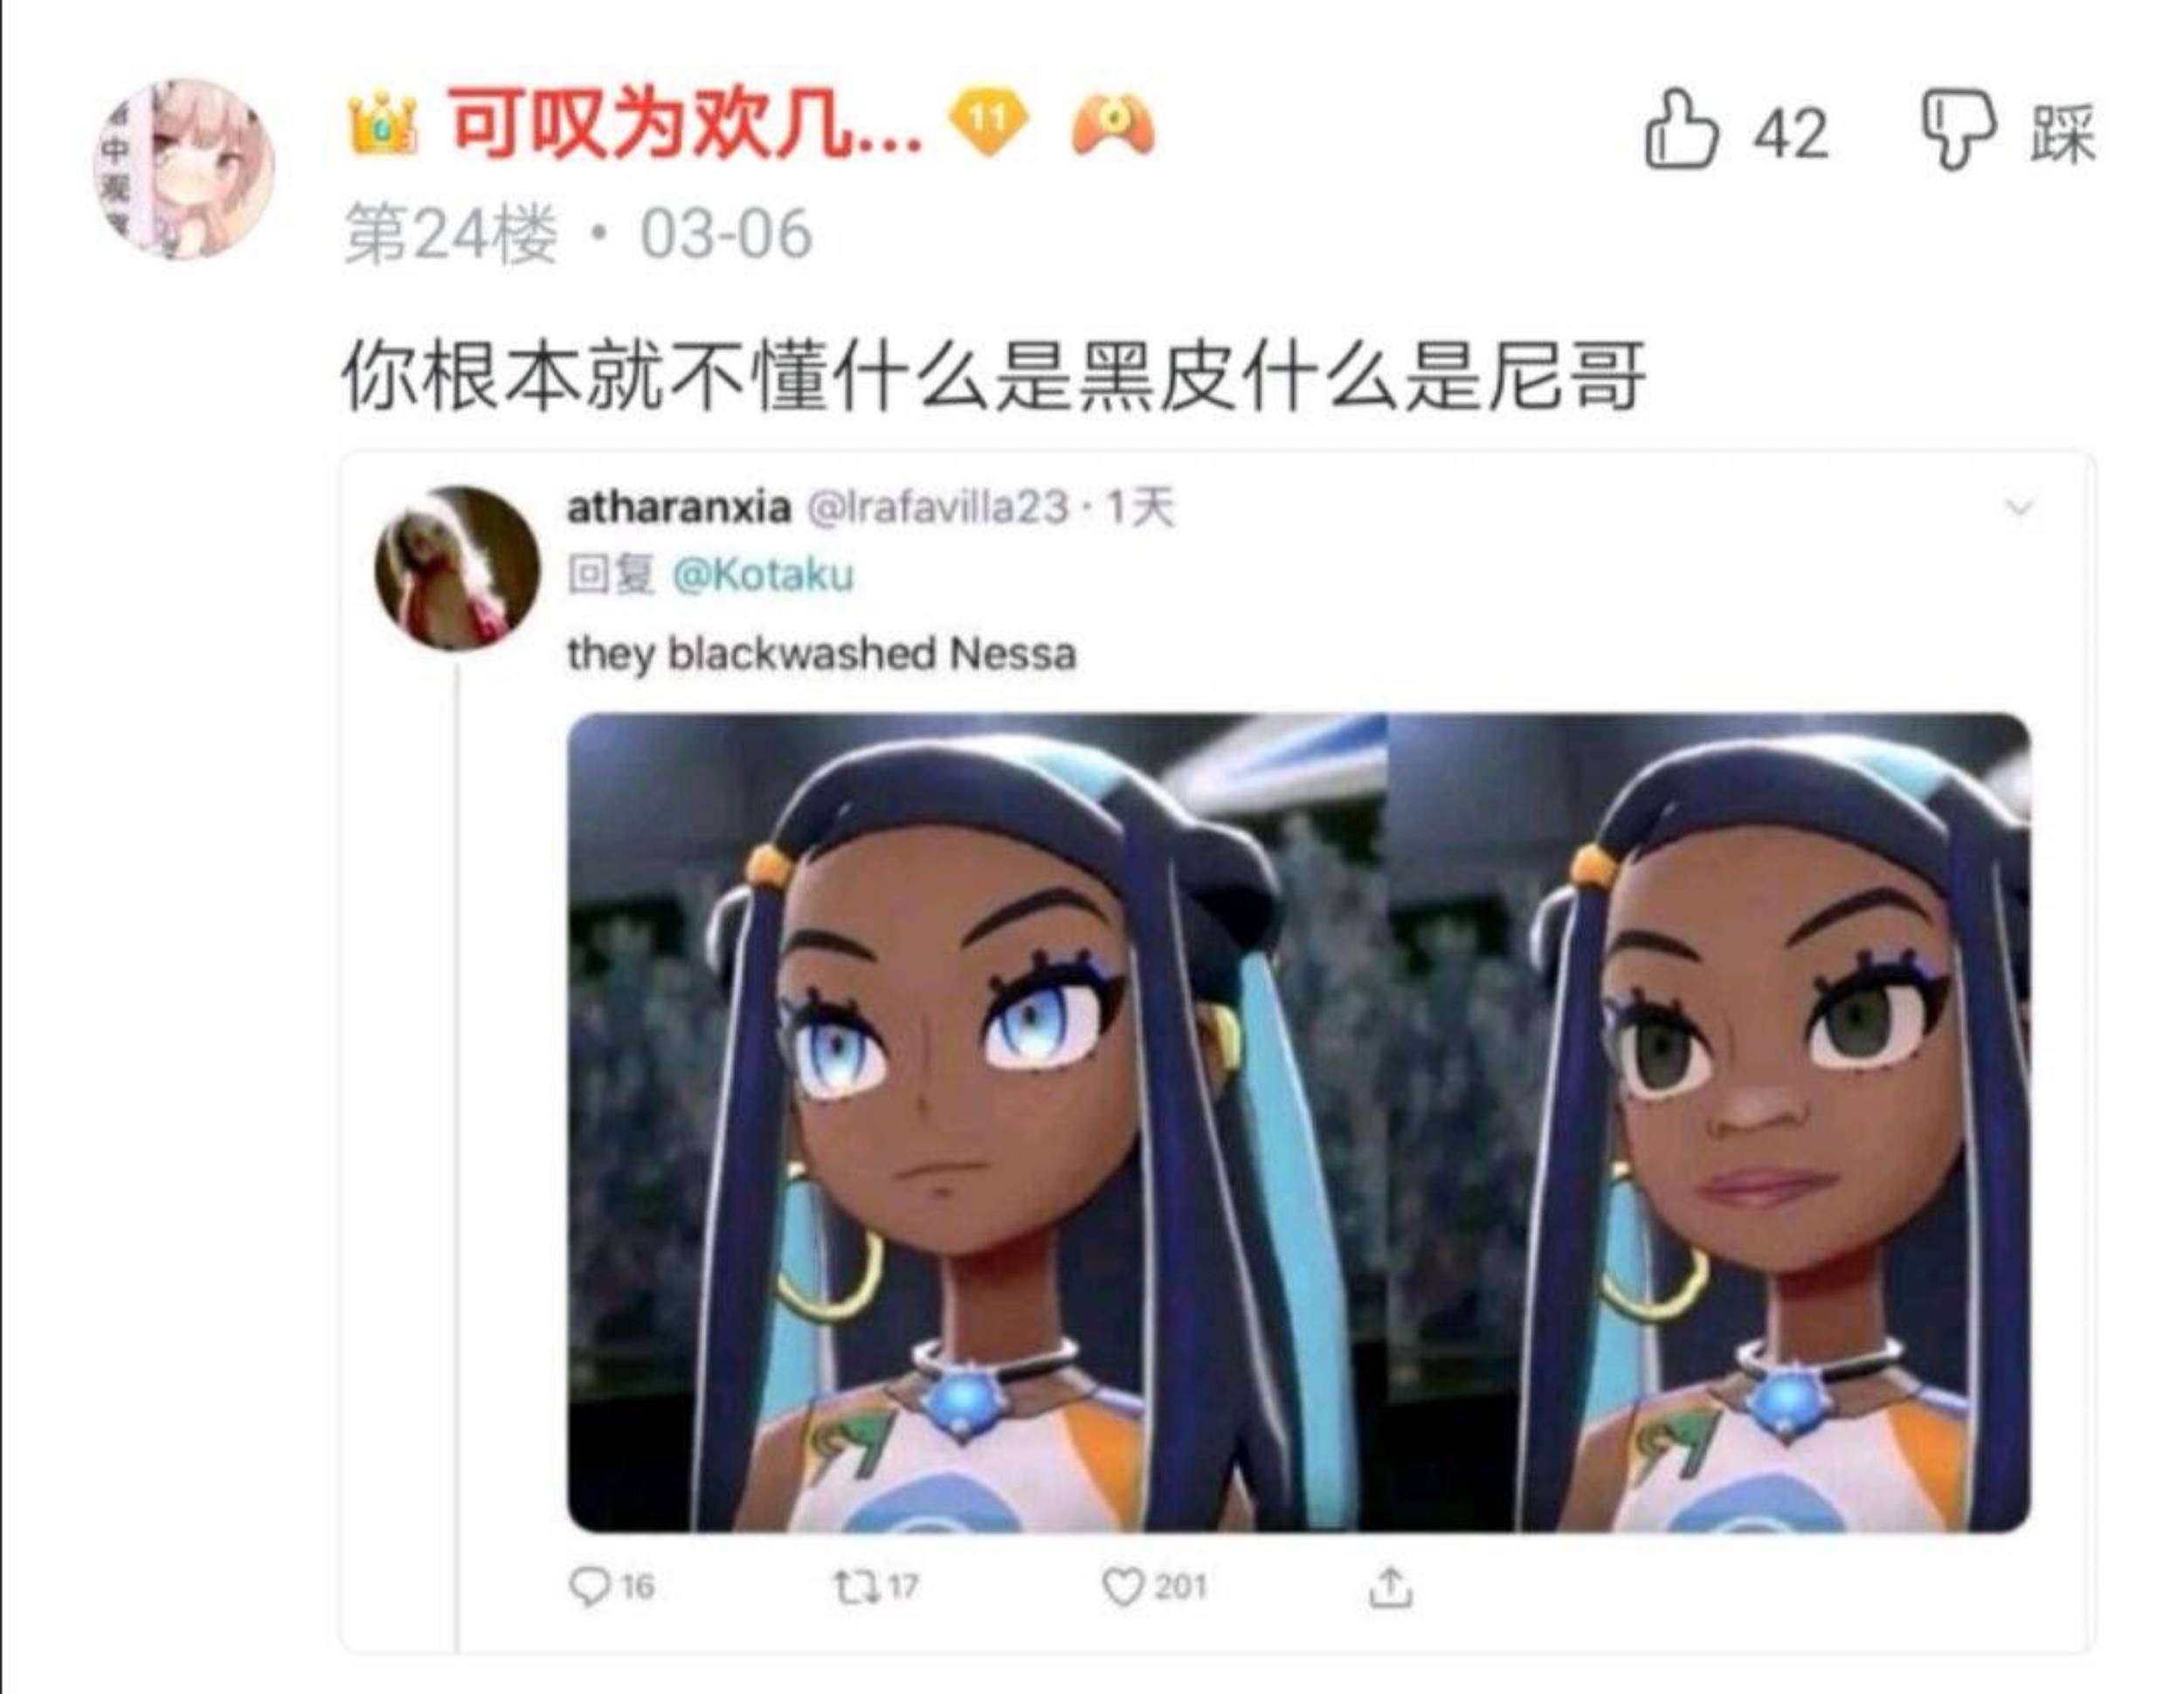 可叹为欢几...
11
42
踩
第24楼 · 03-06
你根本就不懂什么是黑皮什么是尼哥
atharanxia @lrafavilla23 · 1天
回复 @Kotaku
they blackwashed Nessa
16
17
201